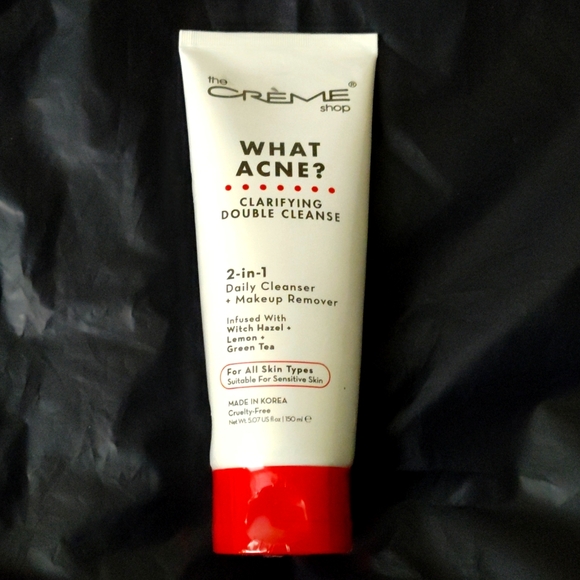 the
CRÈME®
shop
WHAT
ACNE?
CLARIFYING
DOUBLE CLEANSE
2-in-1
Daily Cleanser
+ Makeup Remover
Infused With
Witch Hazel +
Lemon +
Green Tea
For All Skin Types
Suitable For Sensitive Skin
MADE IN KOREA
Cruelty-Free
Net Wt. 5.07 US fl oz | 150 ml ℮